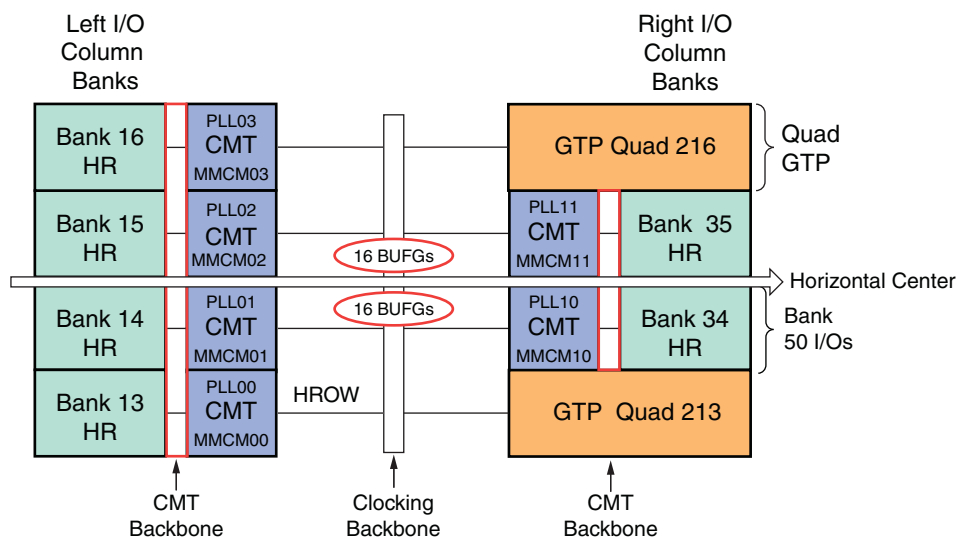 Left I/O
Column
Banks
Right I/O
Column
Banks
Bank 16
HR
PLL03
CMT
MMCM03
GTP Quad 216
Quad
GTP
Bank 15
HR
PLL02
CMT
MMCM02
16 BUFGs
PLL11
CMT
MMCM11
Bank 35
HR
Horizontal Center
Bank 14
HR
PLL01
CMT
MMCM01
16 BUFGs
PLL10
CMT
MMCM10
Bank 34
HR
Bank
50 I/Os
Bank 13
HR
PLL00
CMT
MMCM00
HROW
GTP Quad 213
CMT
Backbone
Clocking
Backbone
CMT
Backbone